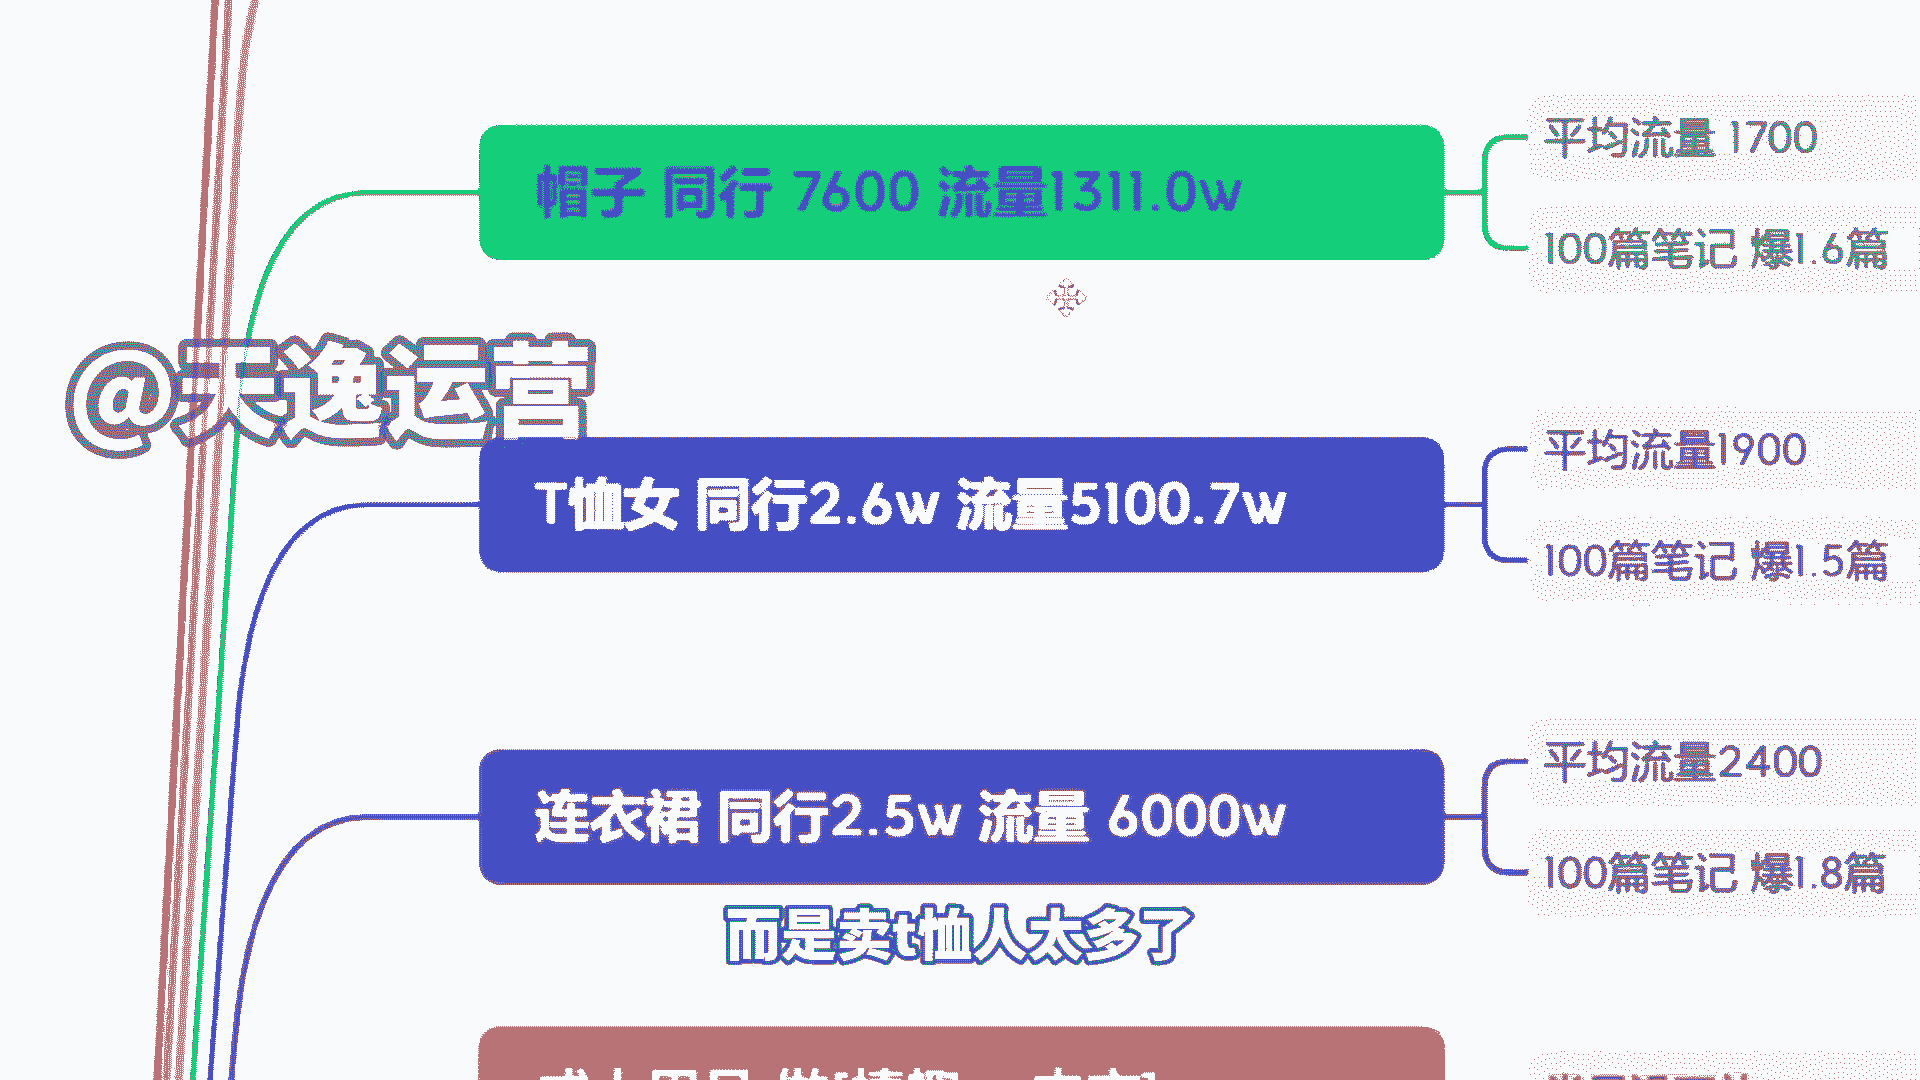 帽子 同行 7600 流量1311.0w
平均流量 1700
100篇笔记 爆1.6篇
@天逸运营
T恤女 同行2.6w 流量5100.7w
平均流量1900
100篇笔记 爆1.5篇
连衣裙 同行2.5w 流量 6000w
平均流量2400
100篇笔记 爆1.8篇
而是卖t恤人太多了